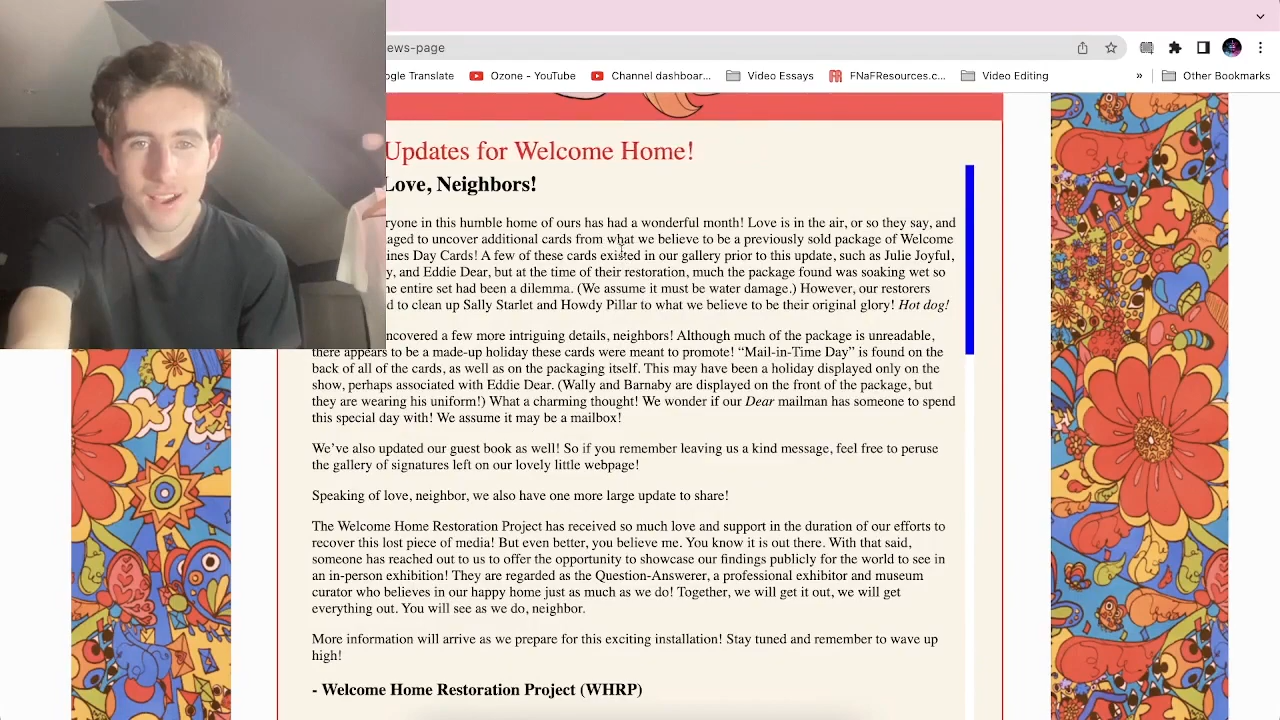 ews-page
ogle Translate
Ozone - YouTube
Channel dashboar...
Video Essays
FNaFResources.c...
Video Editing
»
Other Bookmarks
Updates for Welcome Home!
Love, Neighbors!
ryone in this humble home of ours has had a wonderful month! Love is in the air, or so they say, and
aged to uncover additional cards from what we believe to be a previously sold package of Welcome
ines Day Cards! A few of these cards existed in our gallery prior to this update, such as Julie Joyful,
y, and Eddie Dear, but at the time of their restoration, much the package found was soaking wet so
ne entire set had been a dilemma. (We assume it must be water damage.) However, our restorers
d to clean up Sally Starlet and Howdy Pillar to what we believe to be their original glory! Hot dog!
ncovered a few more intriguing details, neighbors! Although much of the package is unreadable,
there appears to be a made-up holiday these cards were meant to promote! “Mail-in-Time Day” is found on the
back of all of the cards, as well as on the packaging itself. This may have been a holiday displayed only on the
show, perhaps associated with Eddie Dear. (Wally and Barnaby are displayed on the front of the package, but
they are wearing his uniform!) What a charming thought! We wonder if our Dear mailman has someone to spend
this special day with! We assume it may be a mailbox!
We’ve also updated our guest book as well! So if you remember leaving us a kind message, feel free to peruse
the gallery of signatures left on our lovely little webpage!
Speaking of love, neighbor, we also have one more large update to share!
The Welcome Home Restoration Project has received so much love and support in the duration of our efforts to
recover this lost piece of media! But even better, you believe me. You know it is out there. With that said,
someone has reached out to us to offer the opportunity to showcase our findings publicly for the world to see in
an in-person exhibition! They are regarded as the Question-Answerer, a professional exhibitor and museum
curator who believes in our happy home just as much as we do! Together, we will get it out, we will get
everything out. You will see as we do, neighbor.
More information will arrive as we prepare for this exciting installation! Stay tuned and remember to wave up
high!
- Welcome Home Restoration Project (WHRP)